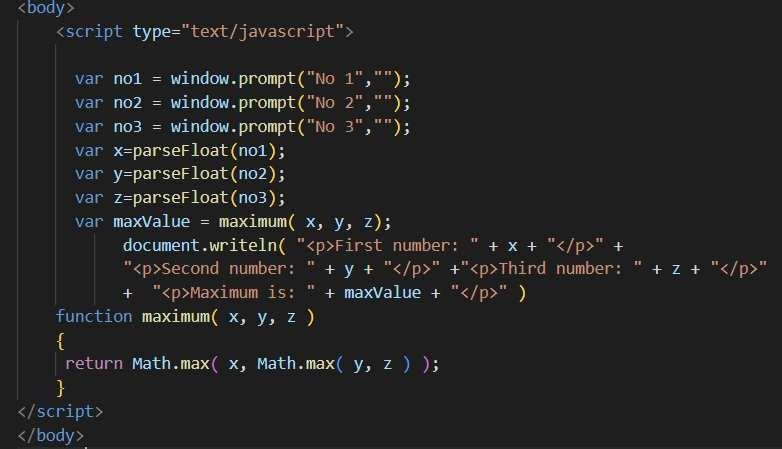 <body>
<script type="text/javascript">
var no1 = window.prompt("No 1","");
var no2 = window.prompt("No 2","");
var no3 = window.prompt("No 3","");
var x=parseFloat(no1);
var y=parseFloat(no2);
var z=parseFloat(no3);
var maxValue = maximum( x, y, z);
document.writeln( "<p>First number: " + x + "</p>" +
"<p>Second number: " + y + "</p>" +"<p>Third number: " + z + "</p>"
+  "<p>Maximum is: " + maxValue + "</p>" )
function maximum( x, y, z )
{
return Math.max( x, Math.max( y, z ) );
}
</script>
</body>